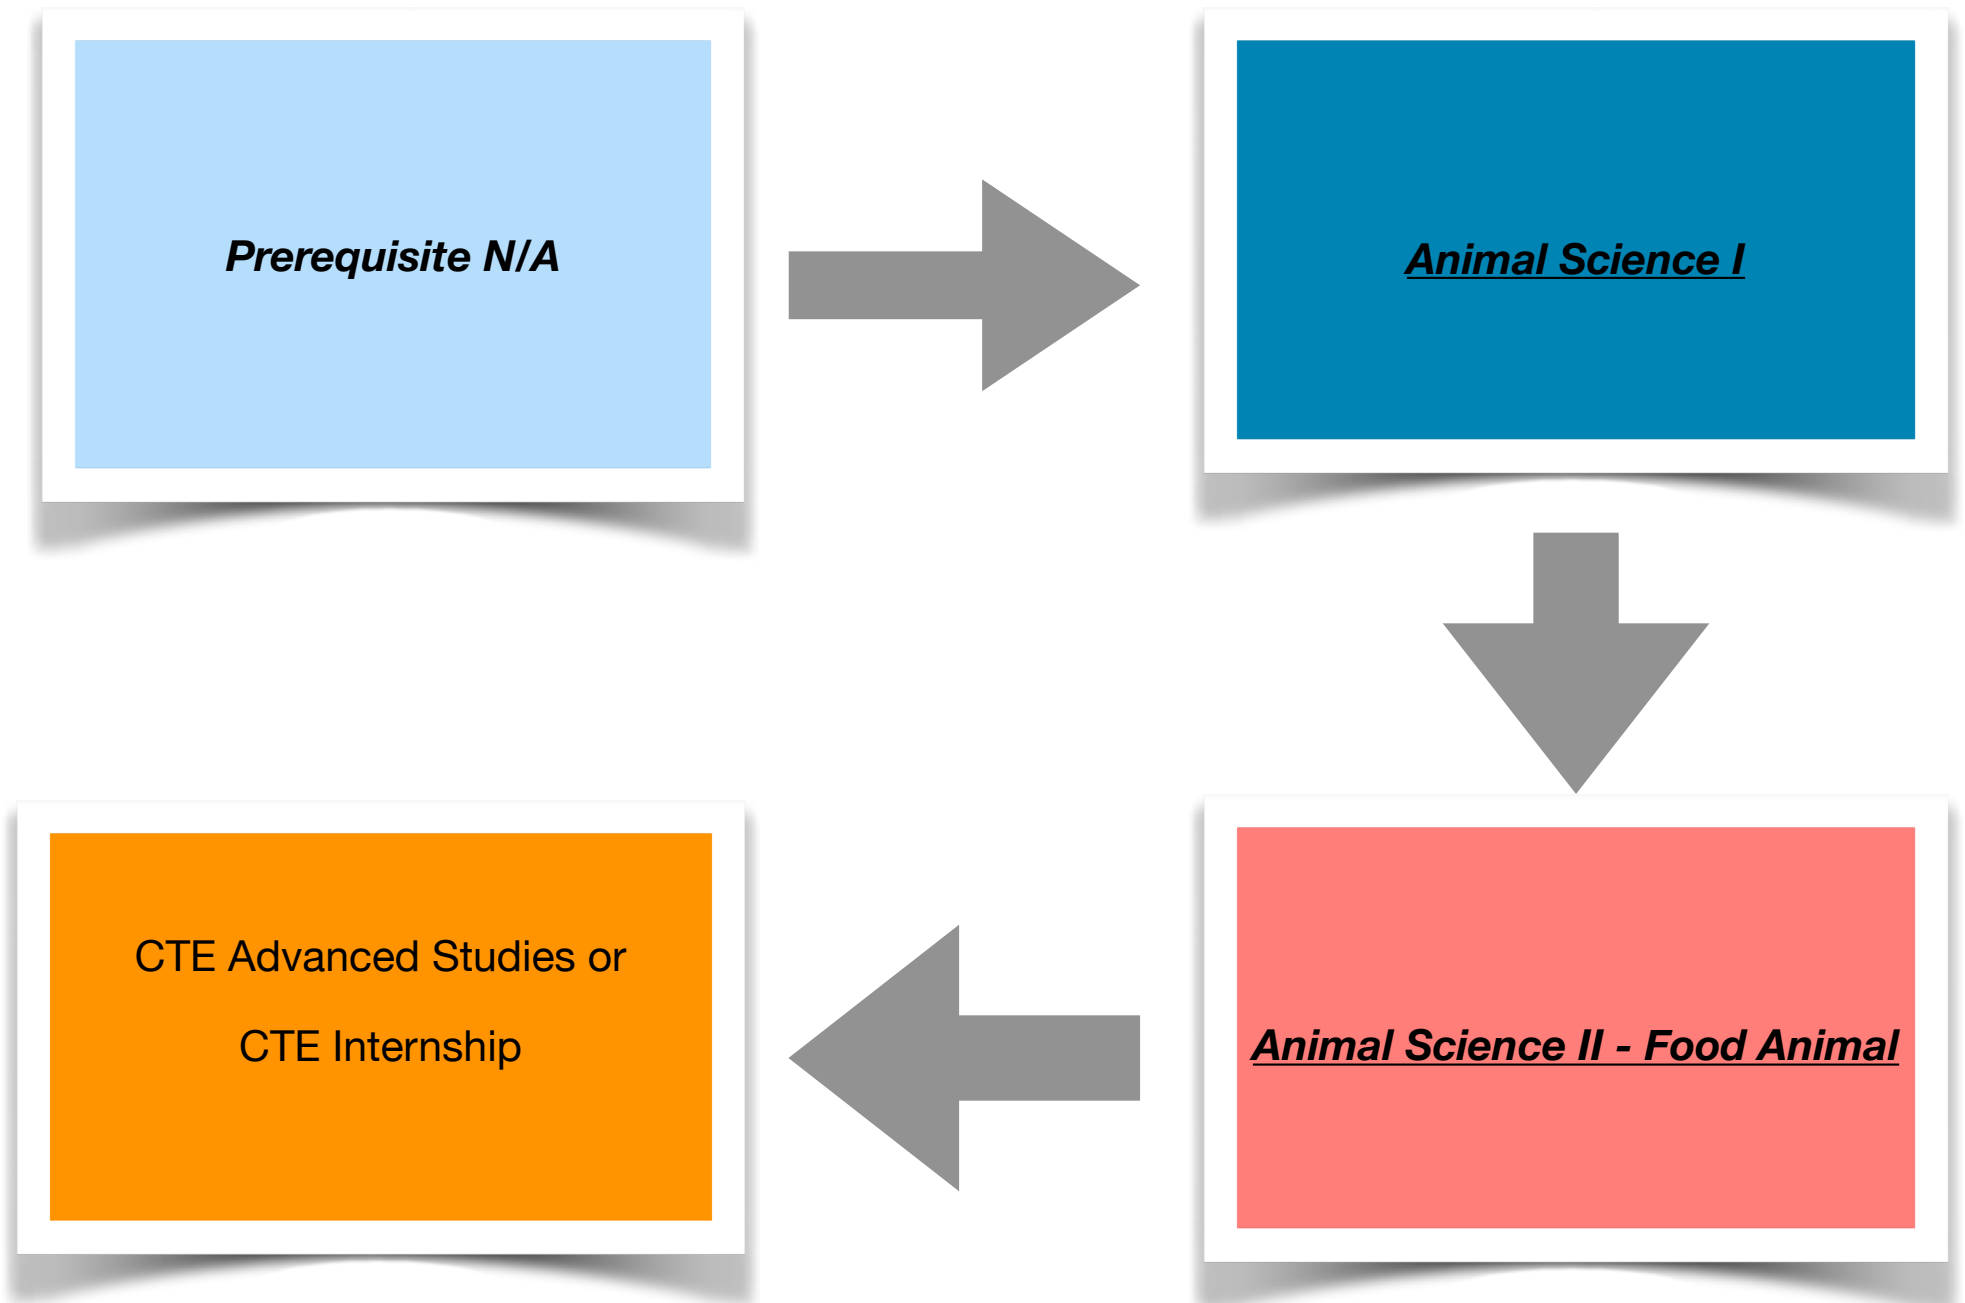 Prerequisite N/A
Animal Science I
Animal Science II - Food Animal
CTE Advanced Studies or
CTE Internship